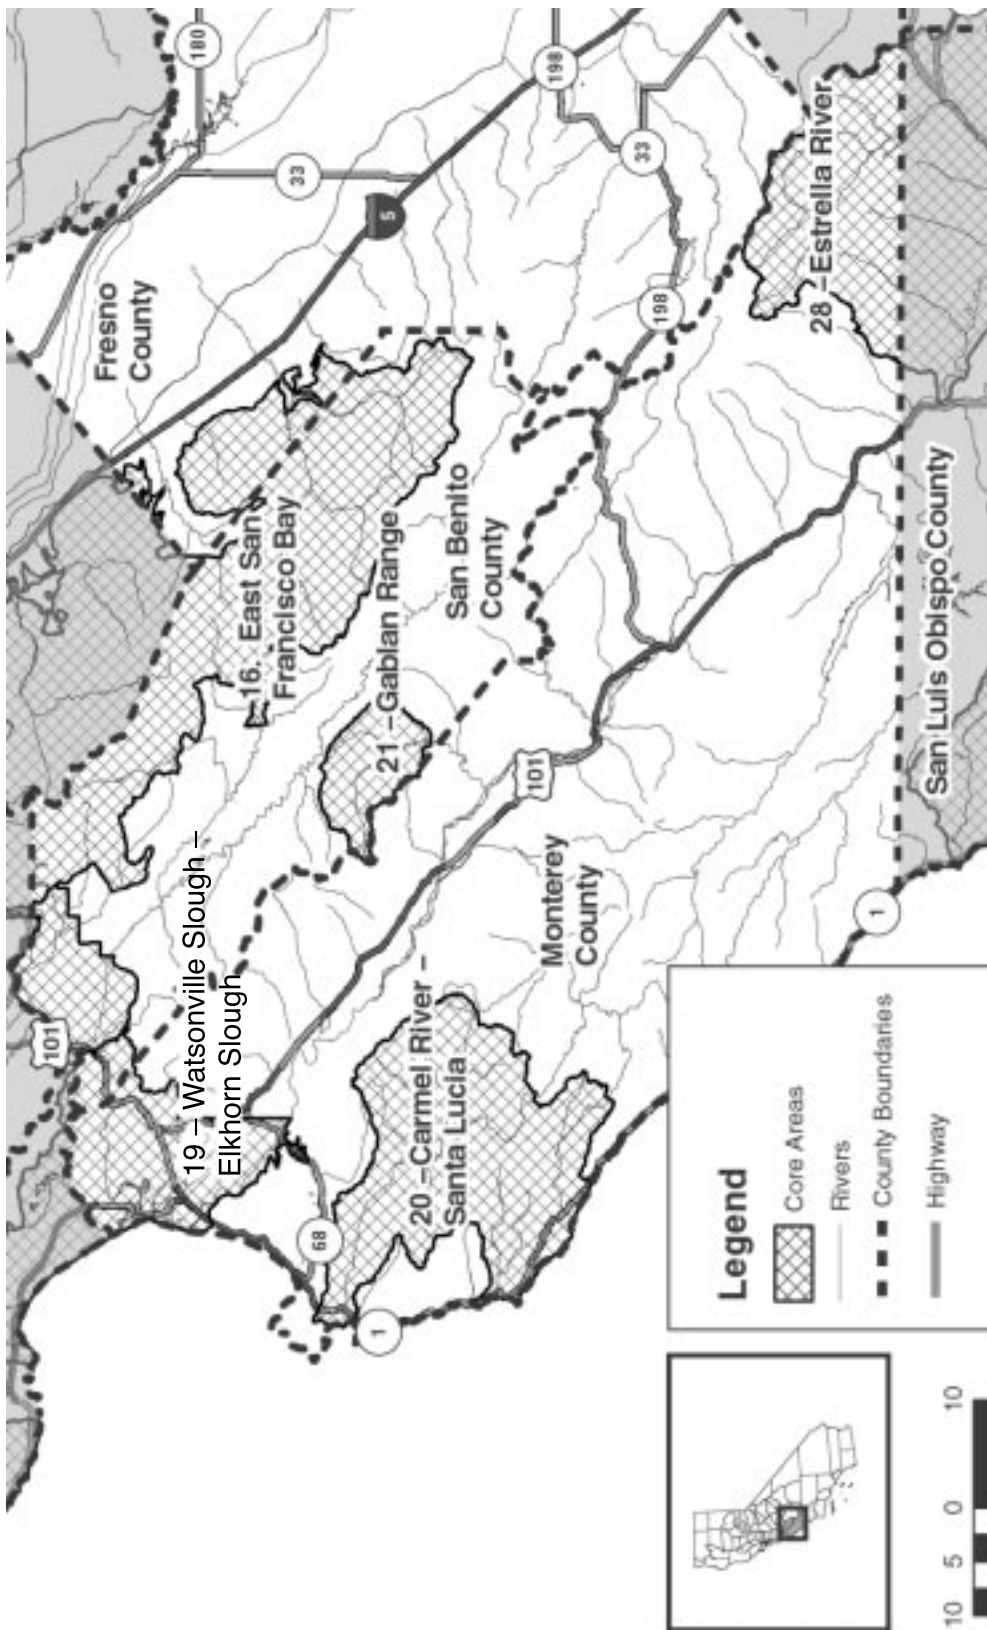 180
198
33
33
5
198
Fresno
County
28 – Estrella River
16. East San
Francisco Bay
San Benito
County
21 – Gablan Range
San Luis Obispo County
101
101
19 – Watsonville Slough –
Elkhorn Slough
Monterey
County
20 – Carmel River –
Santa Lucia
68
1
1
Legend
Core Areas
Rivers
County Boundaries
Highway
10 5 0 10